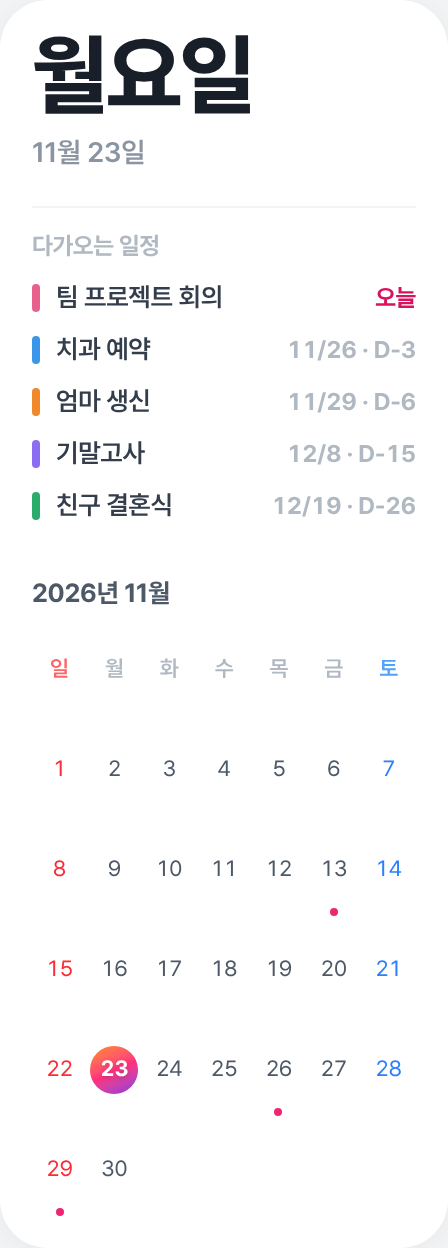 월요일
11월 23일
다가오는 일정
팀 프로젝트 회의 오늘
치과 예약 11/26 · D-3
엄마 생신 11/29 · D-6
기말고사 12/8 · D-15
친구 결혼식 12/19 · D-26
2026년 11월
일 월 화 수 목 금 토
1 2 3 4 5 6 7
8 9 10 11 12 13 14
15 16 17 18 19 20 21
22 23 24 25 26 27 28
29 30